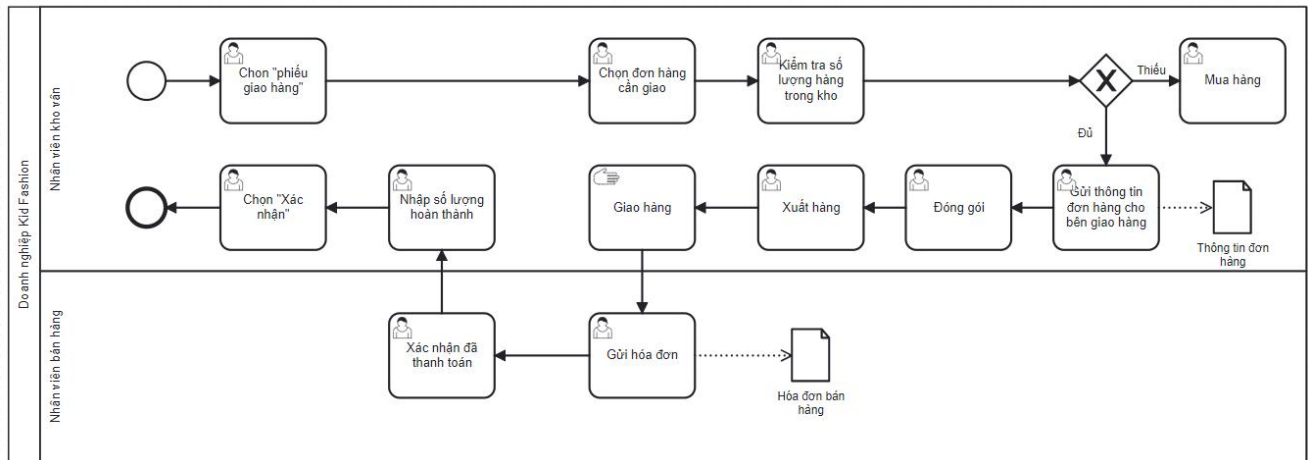 Doanh nghiệp Kid Fashion
Nhân viên kho vận
Chon "phiếu
giao hàng"
Chọn đơn hàng
cần giao
Kiểm tra số
lượng hàng
trong kho
Thiếu
Mua hàng
Đủ
Chọn "Xác
nhận"
Nhập số lượng
hoàn thành
Giao hàng
Xuất hàng
Đóng gói
Gửi thông tin
đơn hàng cho
bên giao hàng
Thông tin đơn
hàng
Nhân viên bán hàng
Xác nhận đã
thanh toán
Gửi hóa đơn
Hóa đơn bán
hàng